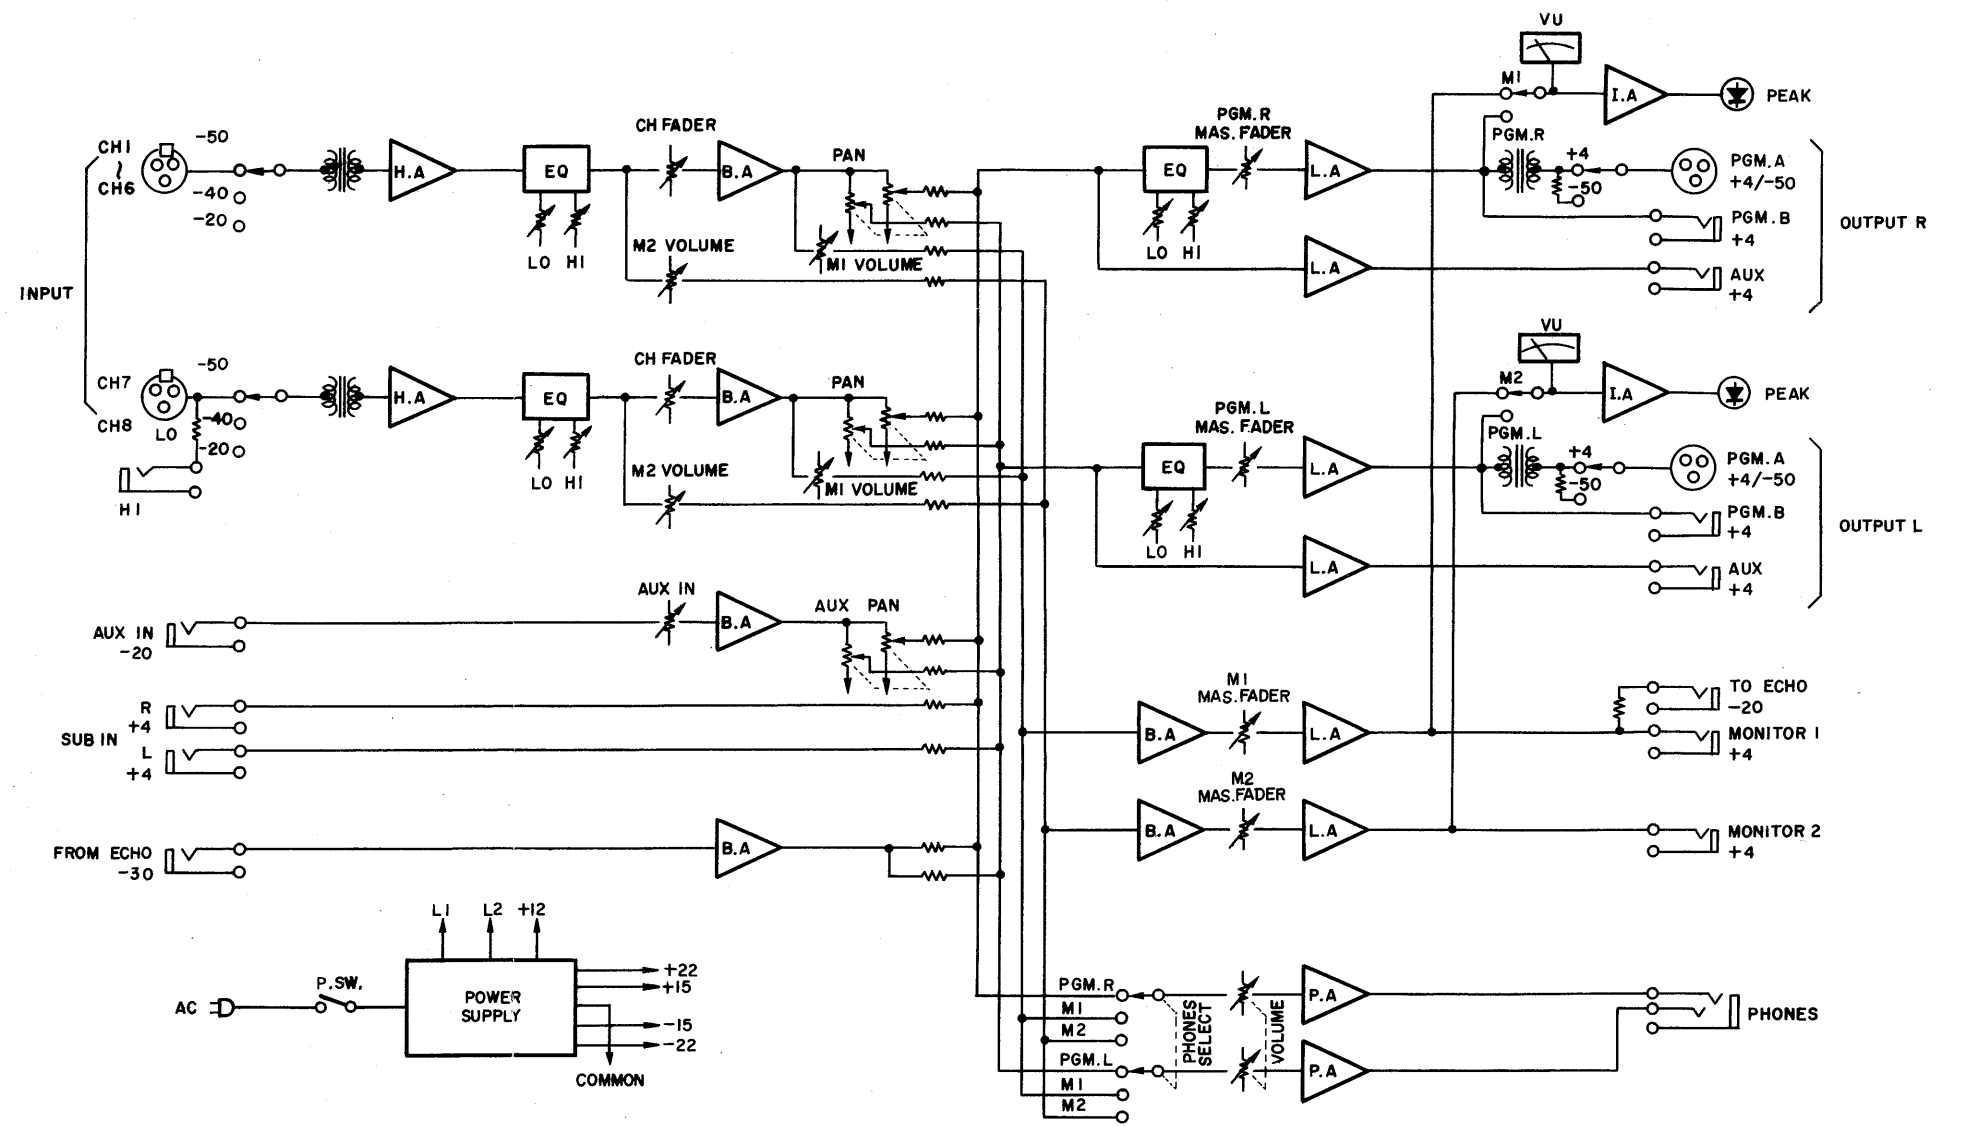 INPUT
CH1
~
CH6
-50
-40
-20
H.A
EQ
LO HI
CH FADER
M2 VOLUME
B.A
PAN
M1 VOLUME
CH7
CH8
LO
HI
-50
-40
-20
H.A
EQ
LO HI
CH FADER
M2 VOLUME
B.A
PAN
M1 VOLUME
AUX IN
-20
AUX IN
B.A
AUX PAN
SUB IN
R
+4
L
+4
FROM ECHO
-30
B.A
AC
P.SW.
POWER
SUPPLY
L1 L2 +12
+22
+15
-15
-22
COMMON
EQ
LO HI
PGM.R
MAS.FADER
L.A
L.A
VU
M1
PGM.R
I.A
PEAK
+4
-50
PGM.A
+4/-50
PGM.B
+4
AUX
+4
OUTPUT R
EQ
LO HI
PGM.L
MAS.FADER
L.A
L.A
VU
M2
PGM.L
I.A
PEAK
+4
-50
PGM.A
+4/-50
PGM.B
+4
AUX
+4
OUTPUT L
B.A
M1
MAS.FADER
L.A
TO ECHO
-20
MONITOR 1
+4
B.A
M2
MAS.FADER
L.A
MONITOR 2
+4
PGM.R
M1
M2
PGM.L
M1
M2
PHONES
SELECT
VOLUME
P.A
P.A
PHONES